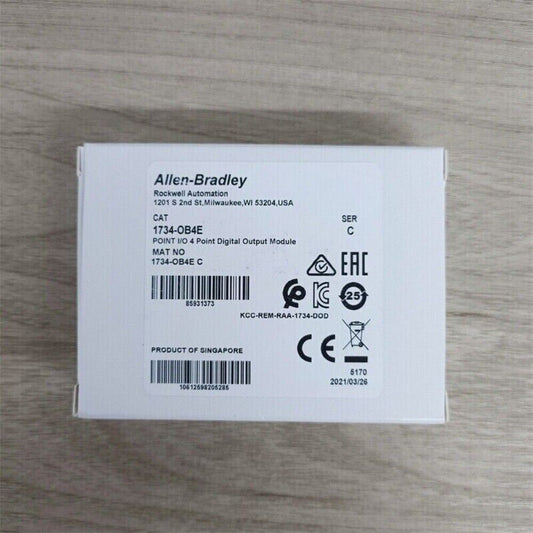 Allen-Bradley
Rockwell Automation
1201 S 2nd St,Milwaukee,WI 53204,USA
CAT SER
1734-OB4E C
POINT I/O 4 Point Digital Output Module
MAT NO
1734-OB4E C
EAC
25
85931373
KCC-REM-RAA-1734-DOD
CE
PRODUCT OF SINGAPORE
5170
10612598205285
2021/03/26